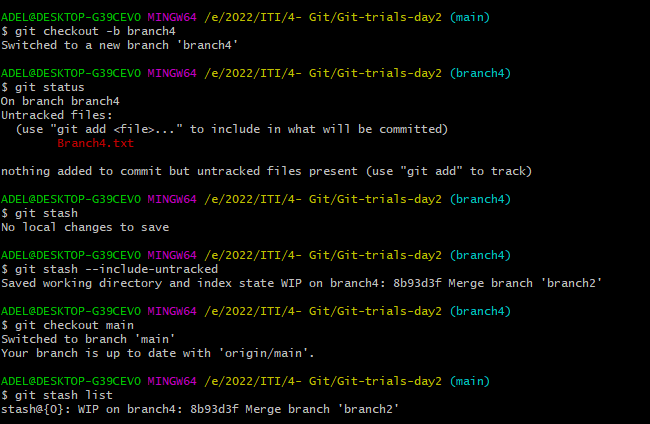 ADEL@DESKTOP-G39CEVO MINGW64 /e/2022/ITI/4- Git/Git-trials-day2 (main)
$ git checkout -b branch4
Switched to a new branch 'branch4'
ADEL@DESKTOP-G39CEVO MINGW64 /e/2022/ITI/4- Git/Git-trials-day2 (branch4)
$ git status
On branch branch4
Untracked files:
  (use "git add <file>..." to include in what will be committed)
        Branch4.txt
nothing added to commit but untracked files present (use "git add" to track)
ADEL@DESKTOP-G39CEVO MINGW64 /e/2022/ITI/4- Git/Git-trials-day2 (branch4)
$ git stash
No local changes to save
ADEL@DESKTOP-G39CEVO MINGW64 /e/2022/ITI/4- Git/Git-trials-day2 (branch4)
$ git stash --include-untracked
Saved working directory and index state WIP on branch4: 8b93d3f Merge branch 'branch2'
ADEL@DESKTOP-G39CEVO MINGW64 /e/2022/ITI/4- Git/Git-trials-day2 (branch4)
$ git checkout main
Switched to branch 'main'
Your branch is up to date with 'origin/main'.
ADEL@DESKTOP-G39CEVO MINGW64 /e/2022/ITI/4- Git/Git-trials-day2 (main)
$ git stash list
stash@{0}: WIP on branch4: 8b93d3f Merge branch 'branch2'